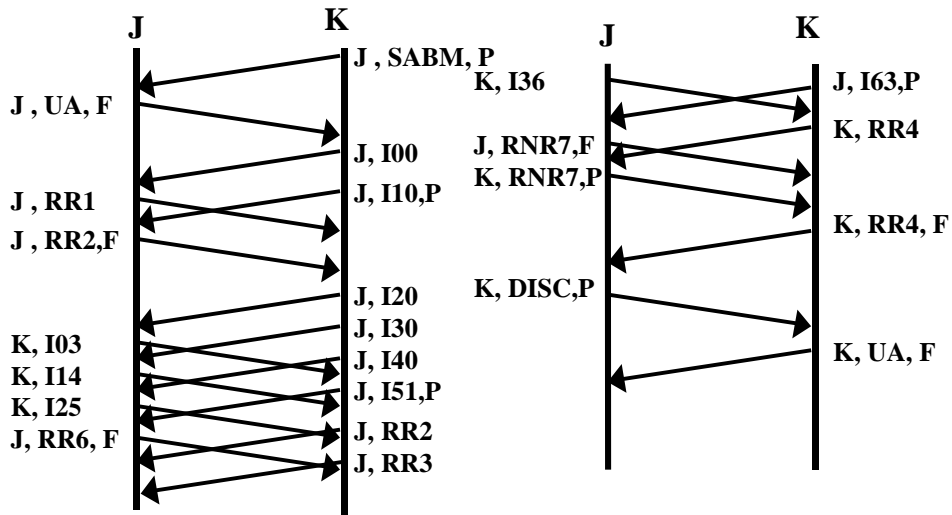 J
K
J , SABM, P
J , UA, F
J, I00
J, I10,P
J , RR1
J , RR2,F
J, I20
J, I30
K, I03
J, I40
K, I14
J, I51,P
K, I25
J, RR2
J, RR6, F
J, RR3
J
K
K, I36
J, I63,P
K, RR4
J, RNR7,F
K, RNR7,P
K, RR4, F
K, DISC,P
K, UA, F